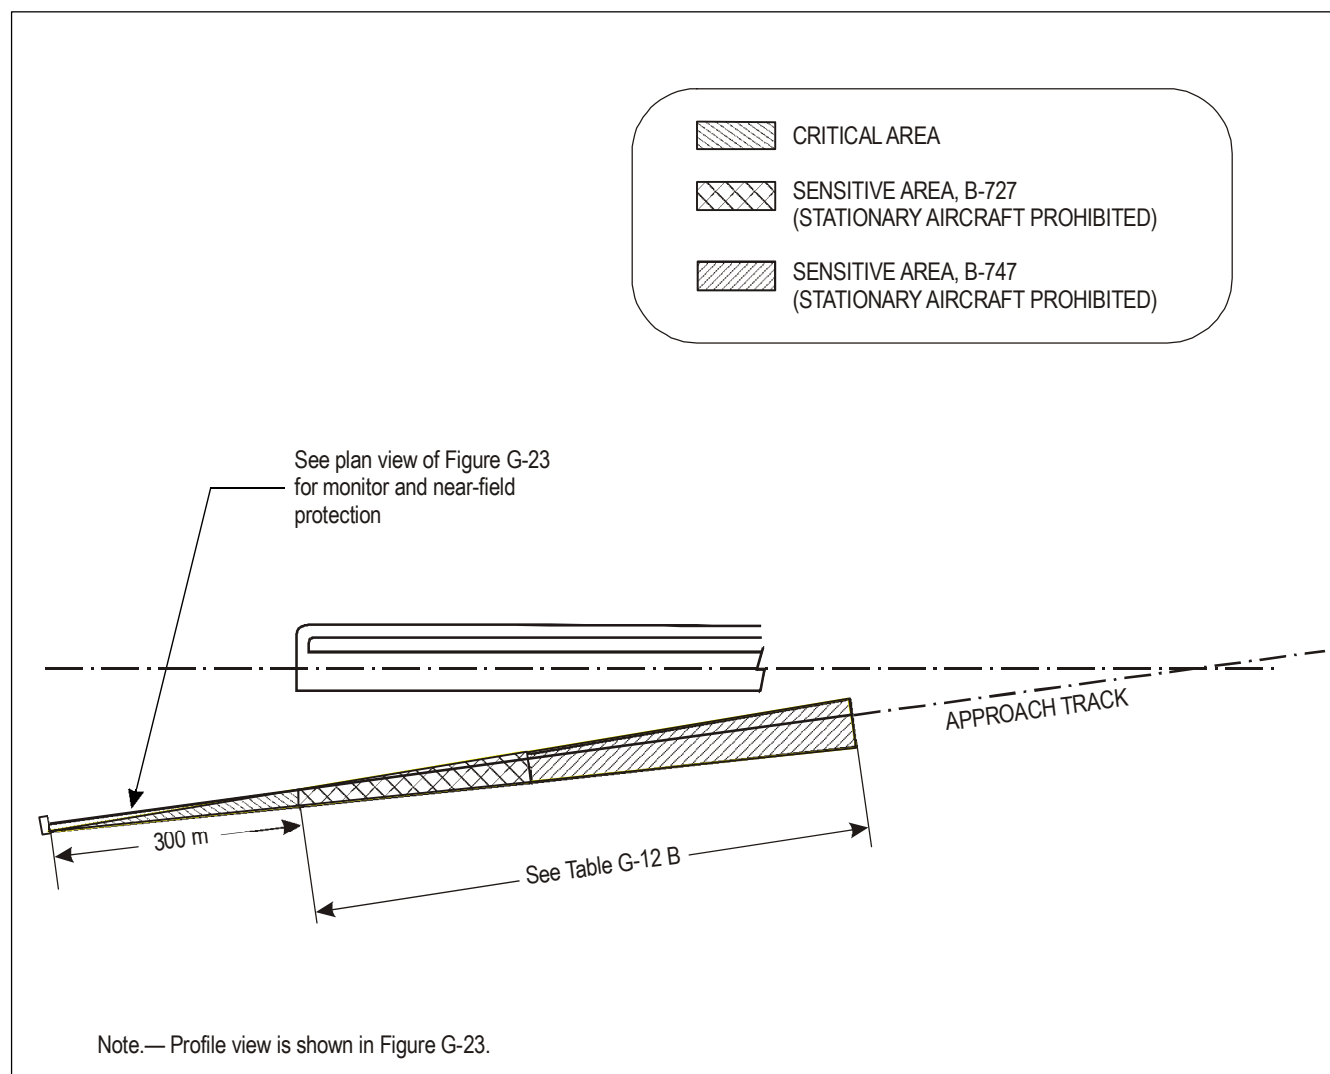 CRITICAL AREA
SENSITIVE AREA, B-727
(STATIONARY AIRCRAFT PROHIBITED)
SENSITIVE AREA, B-747
(STATIONARY AIRCRAFT PROHIBITED)
See plan view of Figure G-23
for monitor and near-field
protection
APPROACH TRACK
300 m
See Table G-12 B
Note.— Profile view is shown in Figure G-23.